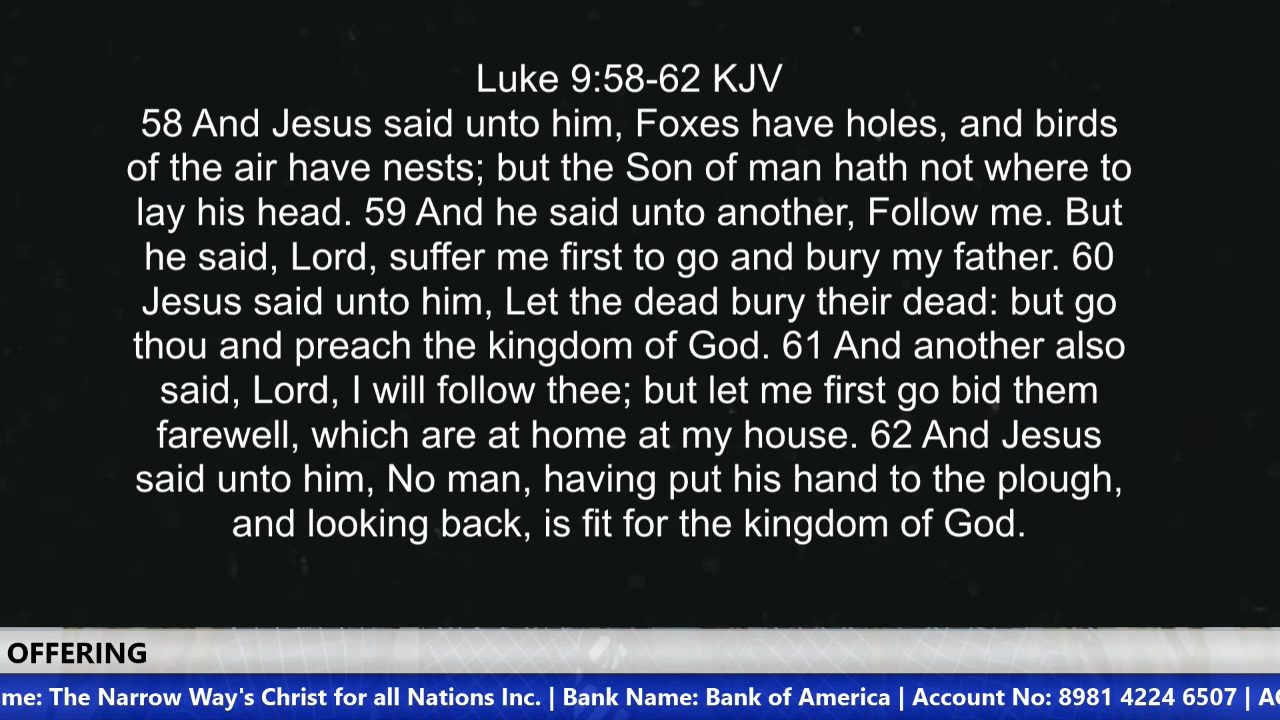 Luke 9:58-62 KJV
58 And Jesus said unto him, Foxes have holes, and birds
of the air have nests; but the Son of man hath not where to
lay his head. 59 And he said unto another, Follow me. But
he said, Lord, suffer me first to go and bury my father. 60
Jesus said unto him, Let the dead bury their dead: but go
thou and preach the kingdom of God. 61 And another also
said, Lord, I will follow thee; but let me first go bid them
farewell, which are at home at my house. 62 And Jesus
said unto him, No man, having put his hand to the plough,
and looking back, is fit for the kingdom of God.
OFFERING
me: The Narrow Way's Christ for all Nations Inc. | Bank Name: Bank of America | Account No: 8981 4224 6507 |